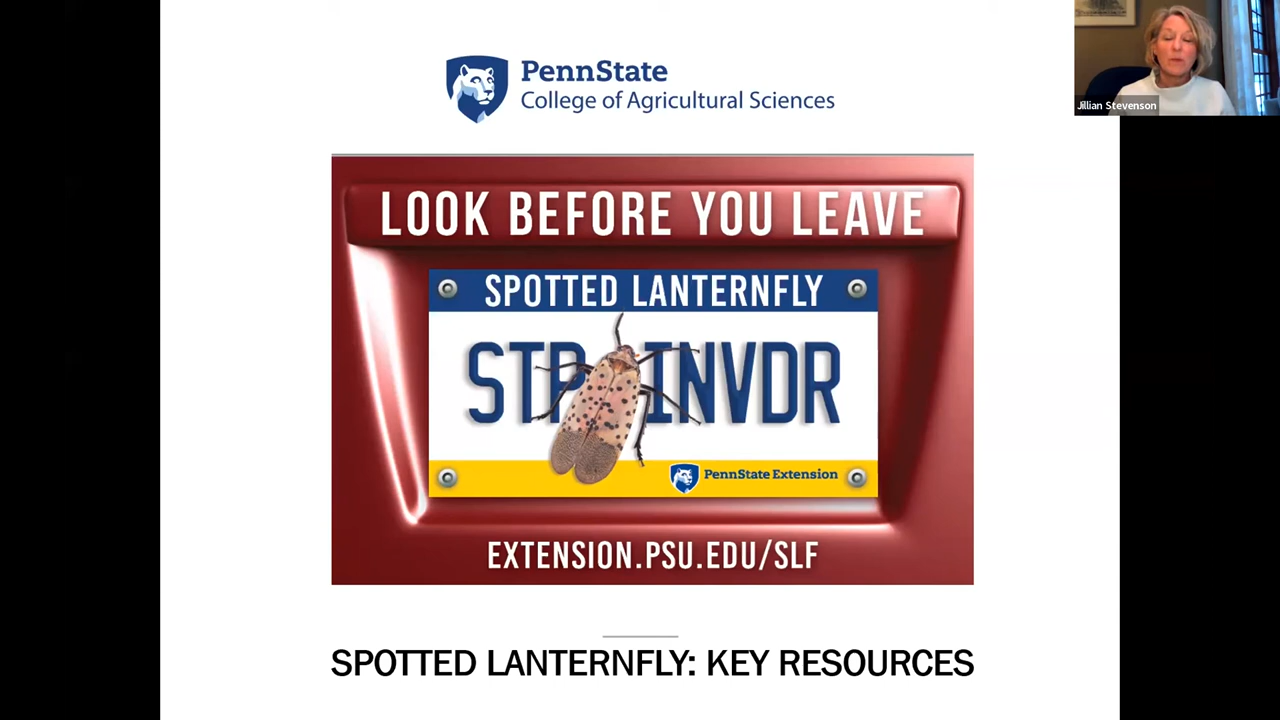 PennState
College of Agricultural Sciences
Jillian Stevenson
LOOK BEFORE YOU LEAVE
SPOTTED LANTERNFLY
STP INVDR
PennState Extension
EXTENSION.PSU.EDU/SLF
SPOTTED LANTERNFLY: KEY RESOURCES